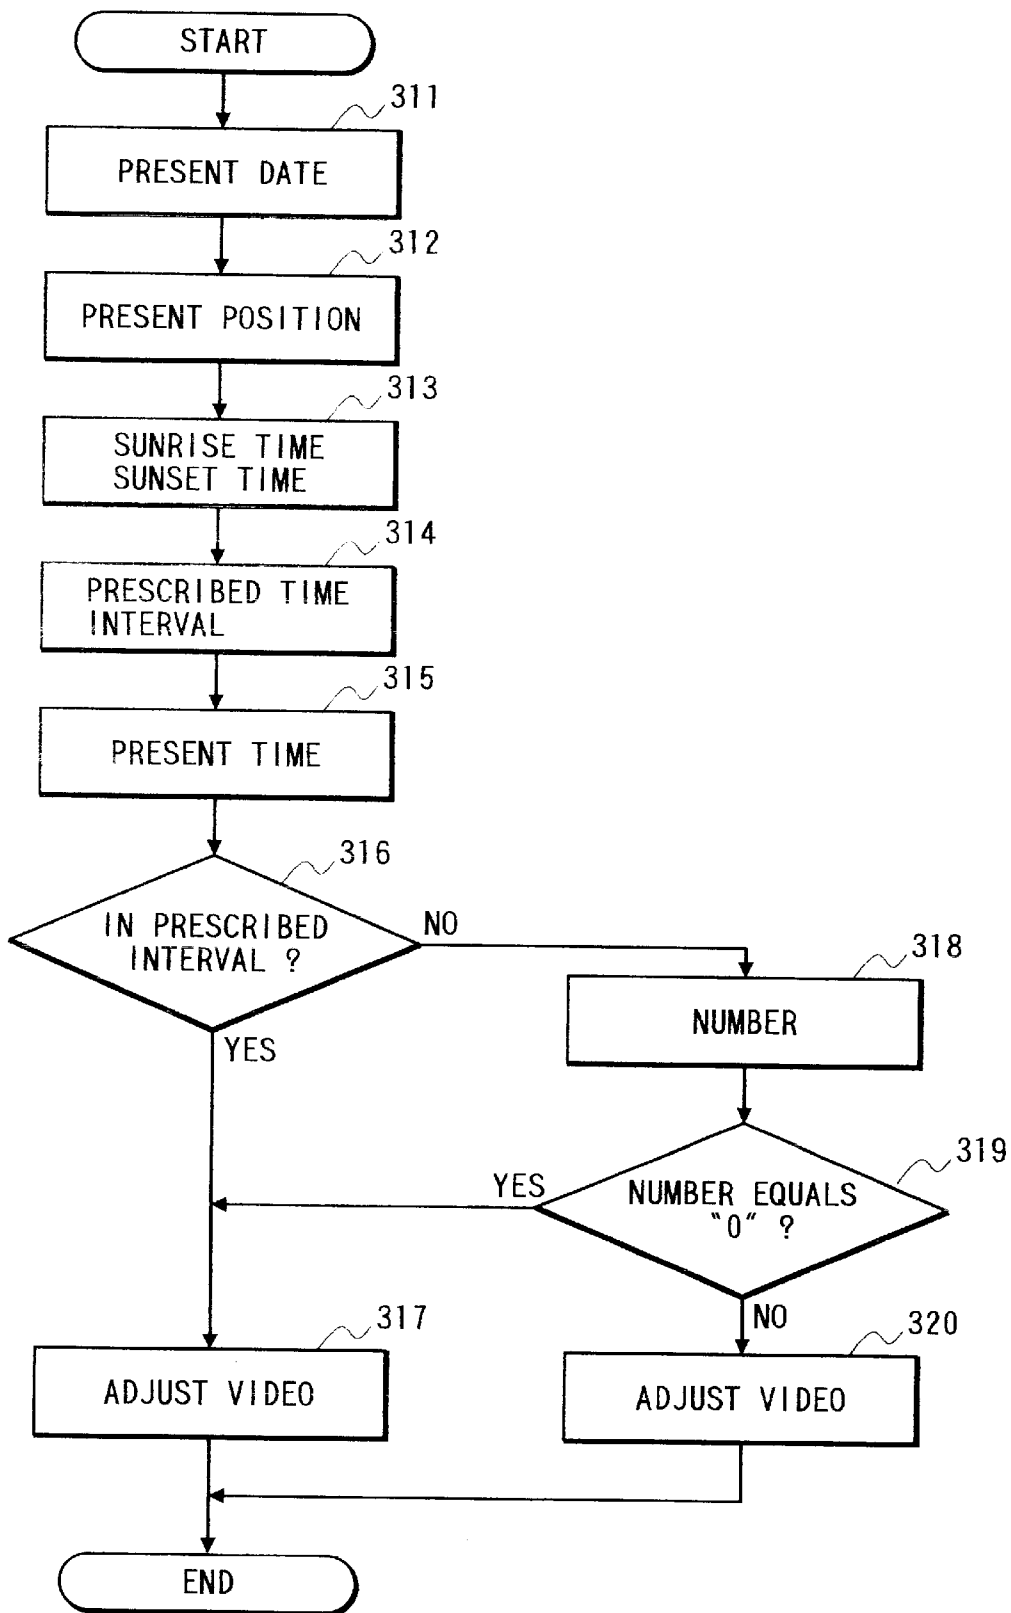 START
311
PRESENT DATE
312
PRESENT POSITION
313
SUNRISE TIME
SUNSET TIME
314
PRESCRIBED TIME
INTERVAL
315
PRESENT TIME
316
IN PRESCRIBED
INTERVAL ?
NO
YES
318
NUMBER
319
NUMBER EQUALS
"0" ?
YES
NO
317
ADJUST VIDEO
320
ADJUST VIDEO
END